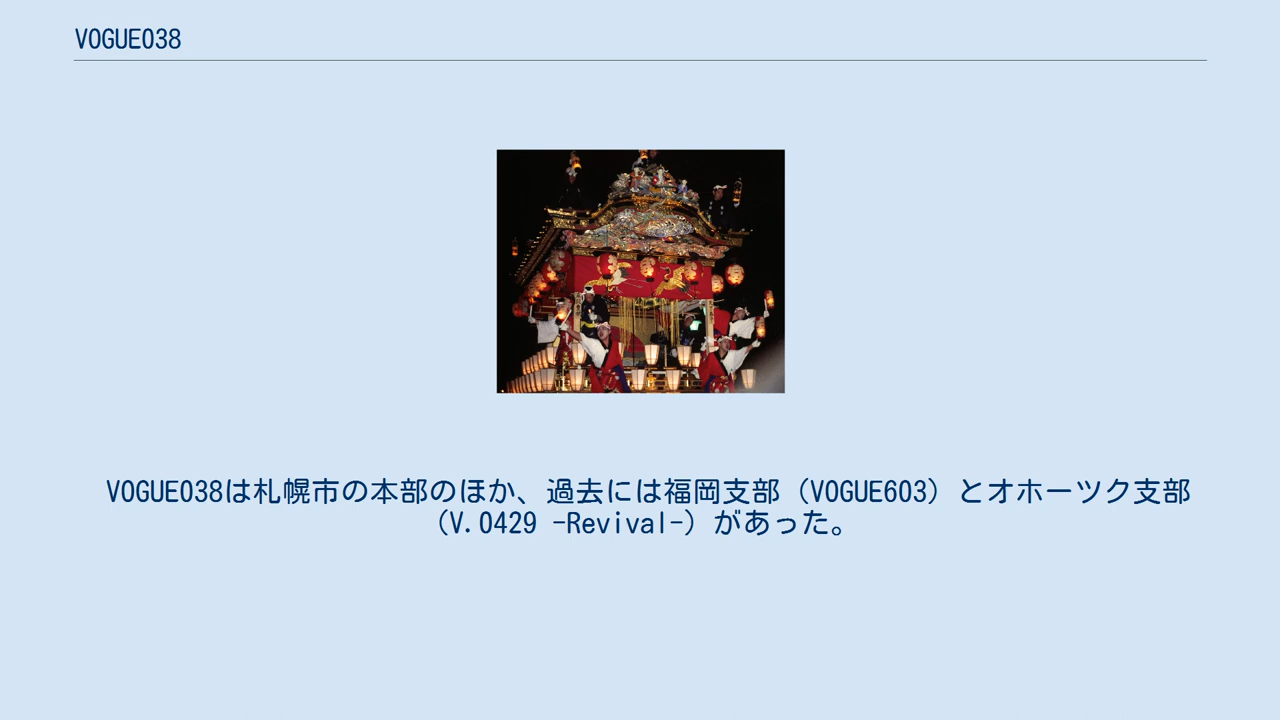 VOGUE038
VOGUE038は札幌市の本部のほか、過去には福岡支部（VOGUE603）とオホーツク支部
（V.0429 -Revival-）があった。